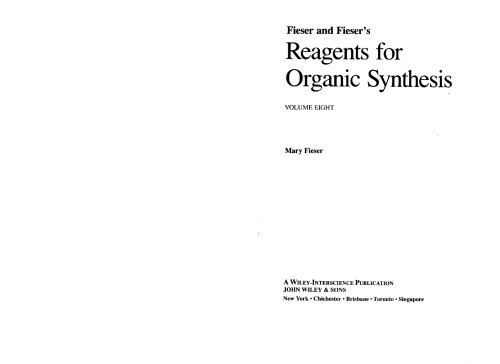 Fieser and Fieser's
Reagents for
Organic Synthesis
VOLUME EIGHT
Mary Fieser
A WILEY-INTERSCIENCE PUBLICATION
JOHN WILEY & SONS
New York • Chichester • Brisbane • Toronto • Singapore